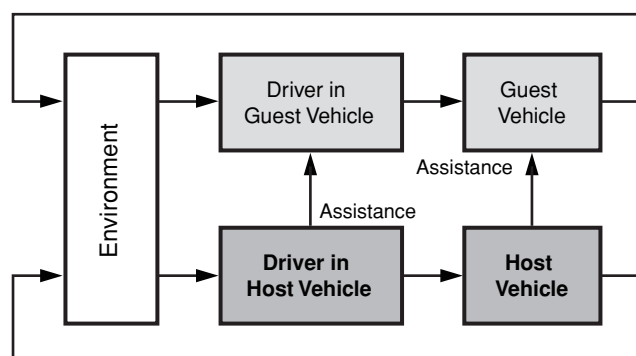 Driver in
Guest Vehicle
Guest
Vehicle
Environment
Assistance
Assistance
Driver in
Host Vehicle
Host
Vehicle